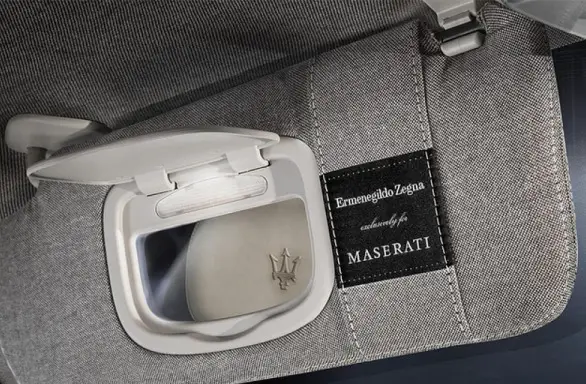 Ermenegildo Zegna
exclusively for
MASERATI